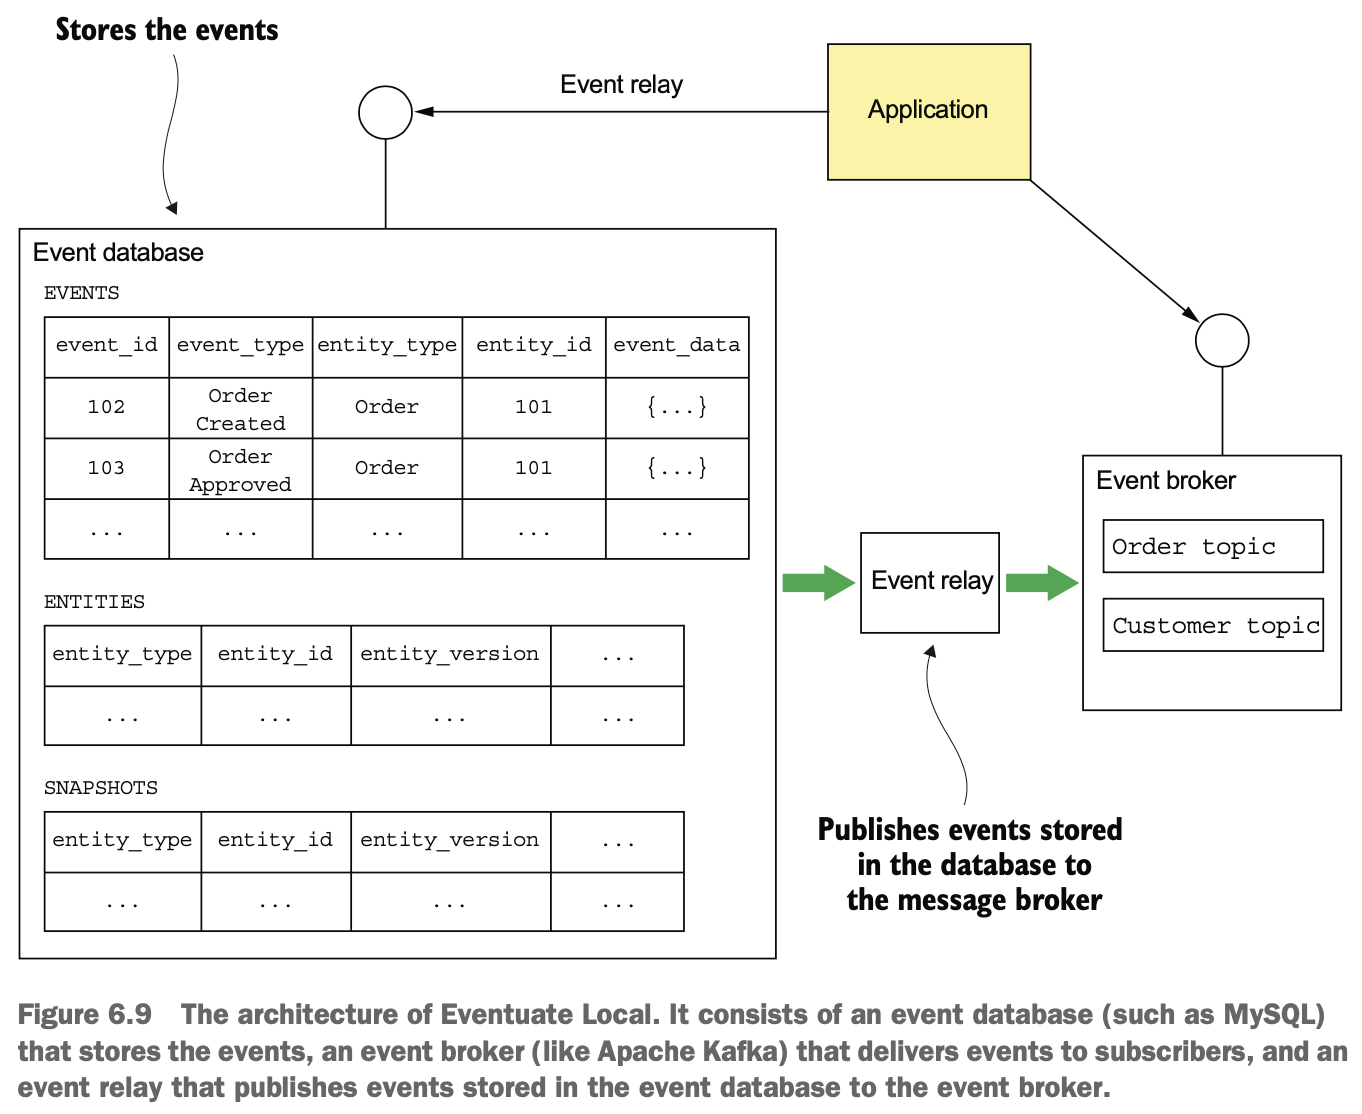 Stores the events
Event relay
Application
Event database
EVENTS
event_id event_type entity_type entity_id event_data
102 Order Created Order 101 {...}
103 Order Approved Order 101 {...}
... ... ... ... ...
ENTITIES
entity_type entity_id entity_version ...
... ... ... ...
SNAPSHOTS
entity_type entity_id entity_version ...
... ... ... ...
Event relay
Publishes events stored
in the database to
the message broker
Event broker
Order topic
Customer topic
Figure 6.9 The architecture of Eventuate Local. It consists of an event database (such as MySQL)
that stores the events, an event broker (like Apache Kafka) that delivers events to subscribers, and an
event relay that publishes events stored in the event database to the event broker.